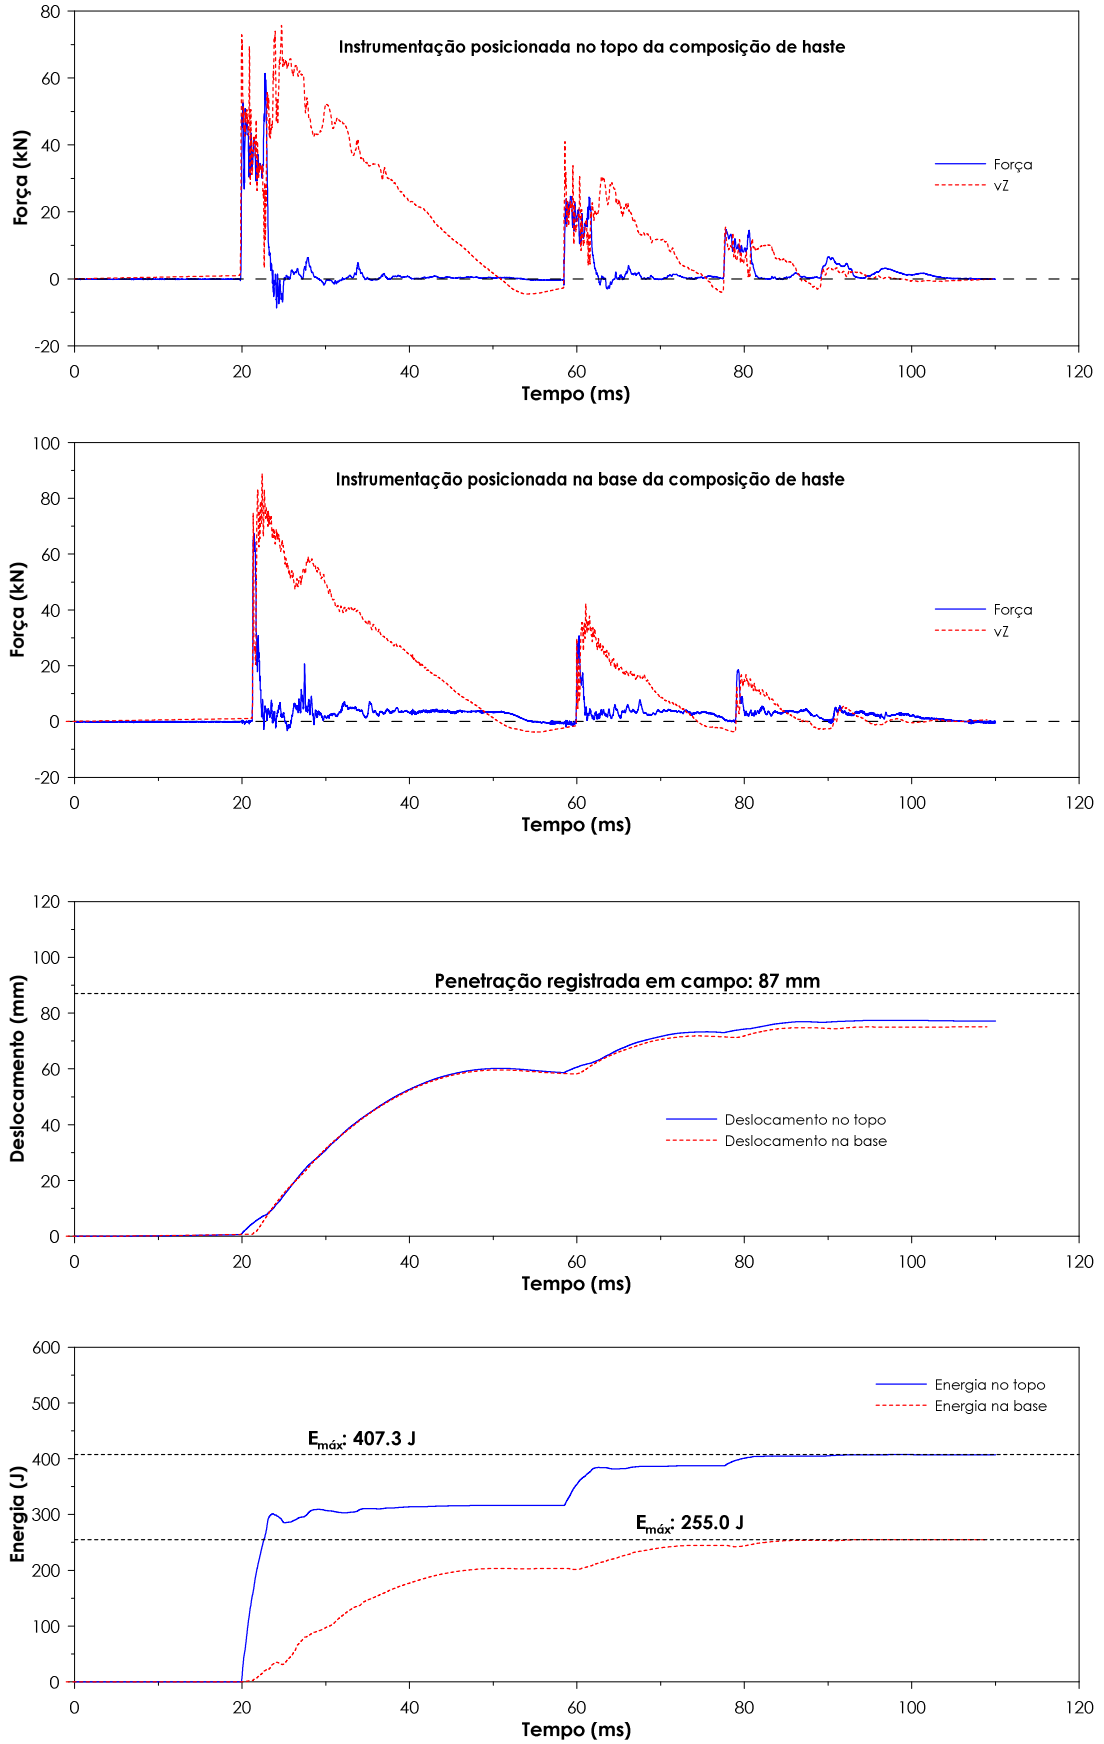 80
60
40
20
0
-20
Força (kN)
Instrumentação posicionada no topo da composição de haste
Força
vZ
0 20 40 60 80 100 120
Tempo (ms)
100
80
60
40
20
0
-20
Força (kN)
Instrumentação posicionada na base da composição de haste
Força
vZ
0 20 40 60 80 100 120
Tempo (ms)
120
100
80
60
40
20
0
Deslocamento (mm)
Penetração registrada em campo: 87 mm
Deslocamento no topo
Deslocamento na base
0 20 40 60 80 100 120
Tempo (ms)
600
500
400
300
200
100
0
Energia (J)
Energia no topo
Energia na base
Emáx: 407.3 J
Emáx: 255.0 J
0 20 40 60 80 100 120
Tempo (ms)